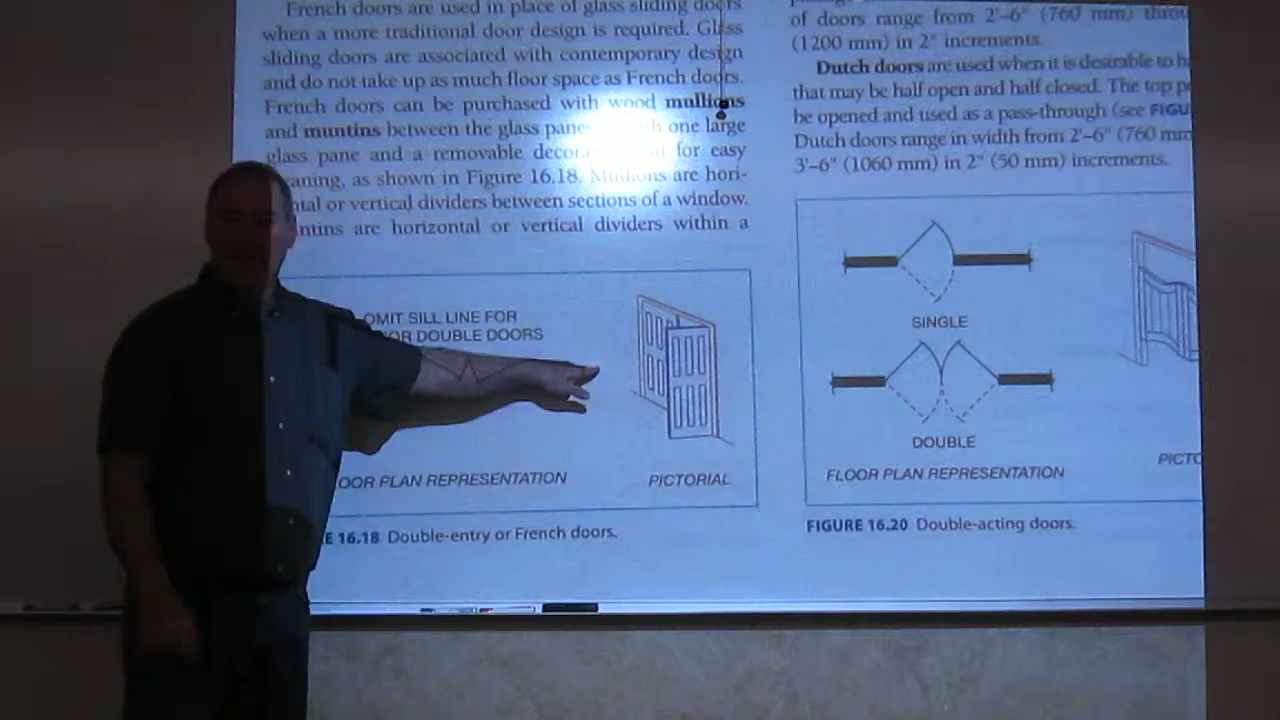 French doors are used in place of glass sliding doors
when a more traditional door design is required. Glass
sliding doors are associated with contemporary design
and do not take up as much floor space as French doors.
French doors can be purchased with wood mullions
and muntins between the glass one large
glass pane and a removable for easy
as shown in Figure 16.18. Mullions are hori-
or vertical dividers between sections of a window.
are horizontal or vertical dividers within a
OMIT SILL LINE FOR
OR DOUBLE DOORS
OOR PLAN REPRESENTATION
PICTORIAL
E 16.18 Double-entry or French doors.
of doors range from 2'–6" (760 mm)
(1200 mm) in 2" increments.
Dutch doors are used when it is desirable to
that may be half open and half closed. The top
be opened and used as a pass-through (see FIGU
Dutch doors range in width from 2'–6" (760 mm
3'–6" (1060 mm) in 2" (50 mm) increments.
SINGLE
DOUBLE
FLOOR PLAN REPRESENTATION
PICTO
FIGURE 16.20 Double-acting doors.